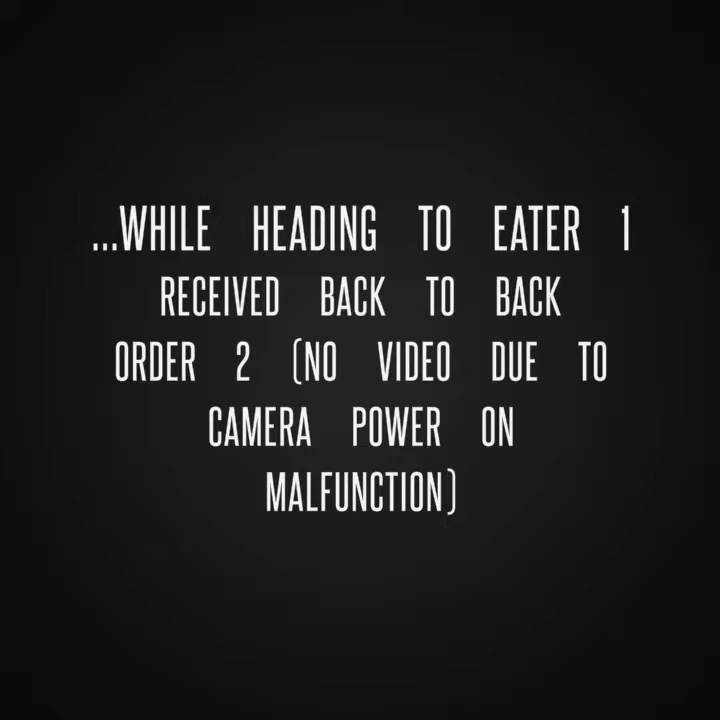 ...WHILE HEADING TO EATER 1
RECEIVED BACK TO BACK
ORDER 2 (NO VIDEO DUE TO
CAMERA POWER ON
MALFUNCTION)